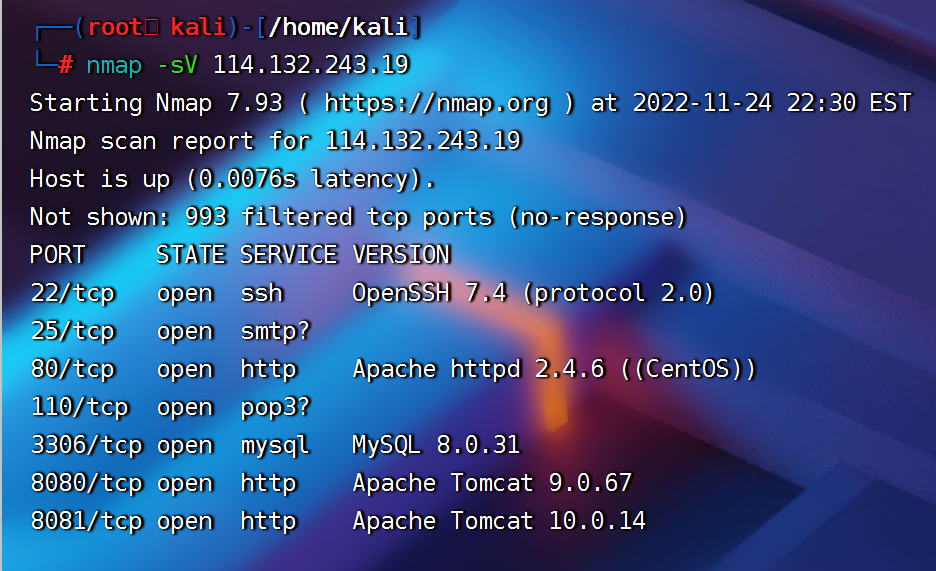 ┌──(root㉿ kali)-[/home/kali]
└─# nmap -sV 114.132.243.19
Starting Nmap 7.93 ( https://nmap.org ) at 2022-11-24 22:30 EST
Nmap scan report for 114.132.243.19
Host is up (0.0076s latency).
Not shown: 993 filtered tcp ports (no-response)
PORT     STATE SERVICE VERSION
22/tcp   open  ssh     OpenSSH 7.4 (protocol 2.0)
25/tcp   open  smtp?
80/tcp   open  http    Apache httpd 2.4.6 ((CentOS))
110/tcp  open  pop3?
3306/tcp open  mysql   MySQL 8.0.31
8080/tcp open  http    Apache Tomcat 9.0.67
8081/tcp open  http    Apache Tomcat 10.0.14